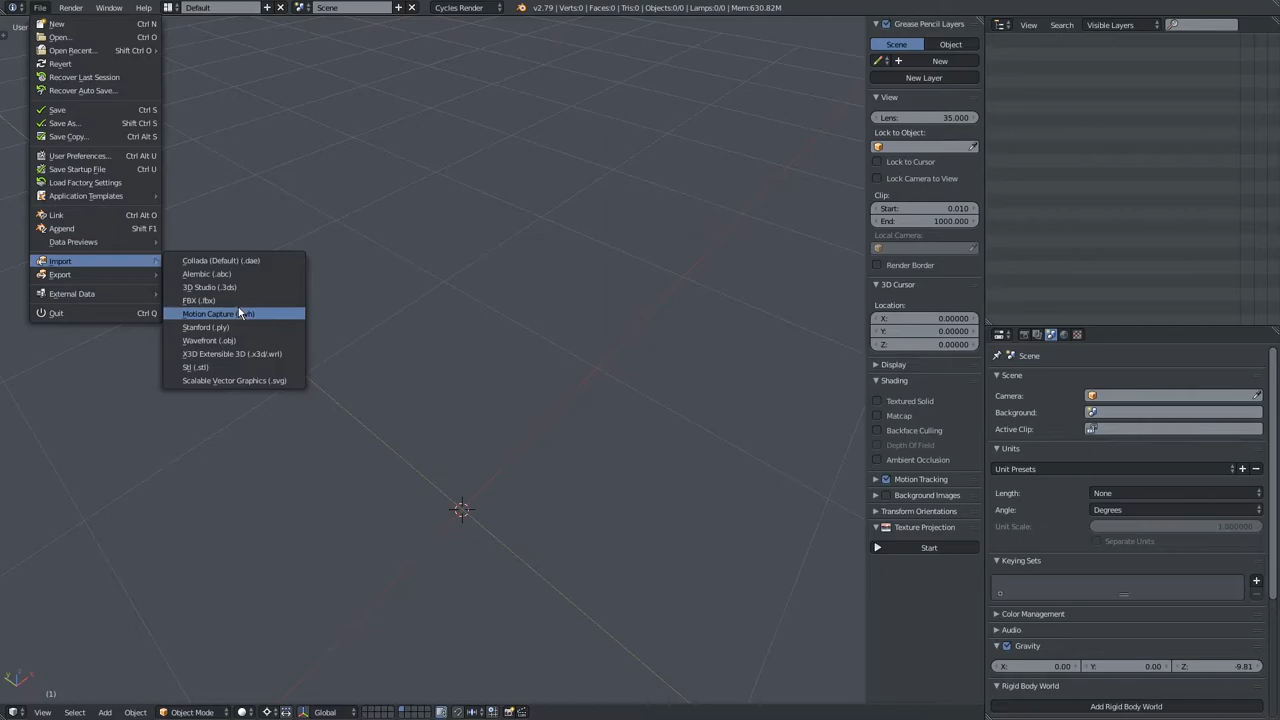 File Render Window Help Default Scene Cycles Render v2.79 | Verts:0 | Faces:0 | Tris:0 | Objects:0/0 | Lamps:0/0 | Mem:630.82M
New Ctrl N
Open... Ctrl O
Open Recent... Shift Ctrl O
Revert
Recover Last Session
Recover Auto Save...
Save Ctrl S
Save As... Shift Ctrl S
Save Copy... Ctrl Alt S
User Preferences... Ctrl Alt U
Save Startup File Ctrl U
Load Factory Settings
Application Templates
Link Ctrl Alt O
Append Shift F1
Data Previews
Import
Export
External Data
Quit Ctrl Q
Collada (Default) (.dae)
Alembic (.abc)
3D Studio (.3ds)
FBX (.fbx)
Motion Capture
Stanford (.ply)
Wavefront (.obj)
X3D Extensible 3D (.x3d/.wrl)
Stl (.stl)
Scalable Vector Graphics (.svg)
(1)
View Select Add Object Object Mode Global
Grease Pencil Layers
Scene Object
New
New Layer
View
Lens: 35.000
Lock to Object:
Lock to Cursor
Lock Camera to View
Clip:
Start: 0.010
End: 1000.000
Local Camera:
Render Border
3D Cursor
Location:
X: 0.00000
Y: 0.00000
Z: 0.00000
Display
Shading
Textured Solid
Matcap
Backface Culling
Depth Of Field
Ambient Occlusion
Motion Tracking
Background Images
Transform Orientations
Texture Projection
Start
View Search Visible Layers
Scene
Scene
Camera:
Background:
Active Clip:
Units
Unit Presets
Length: None
Angle: Degrees
Unit Scale: 1.000000
Separate Units
Keying Sets
Color Management
Audio
Gravity
X: 0.00 Y: 0.00 Z: -9.81
Rigid Body World
Add Rigid Body World